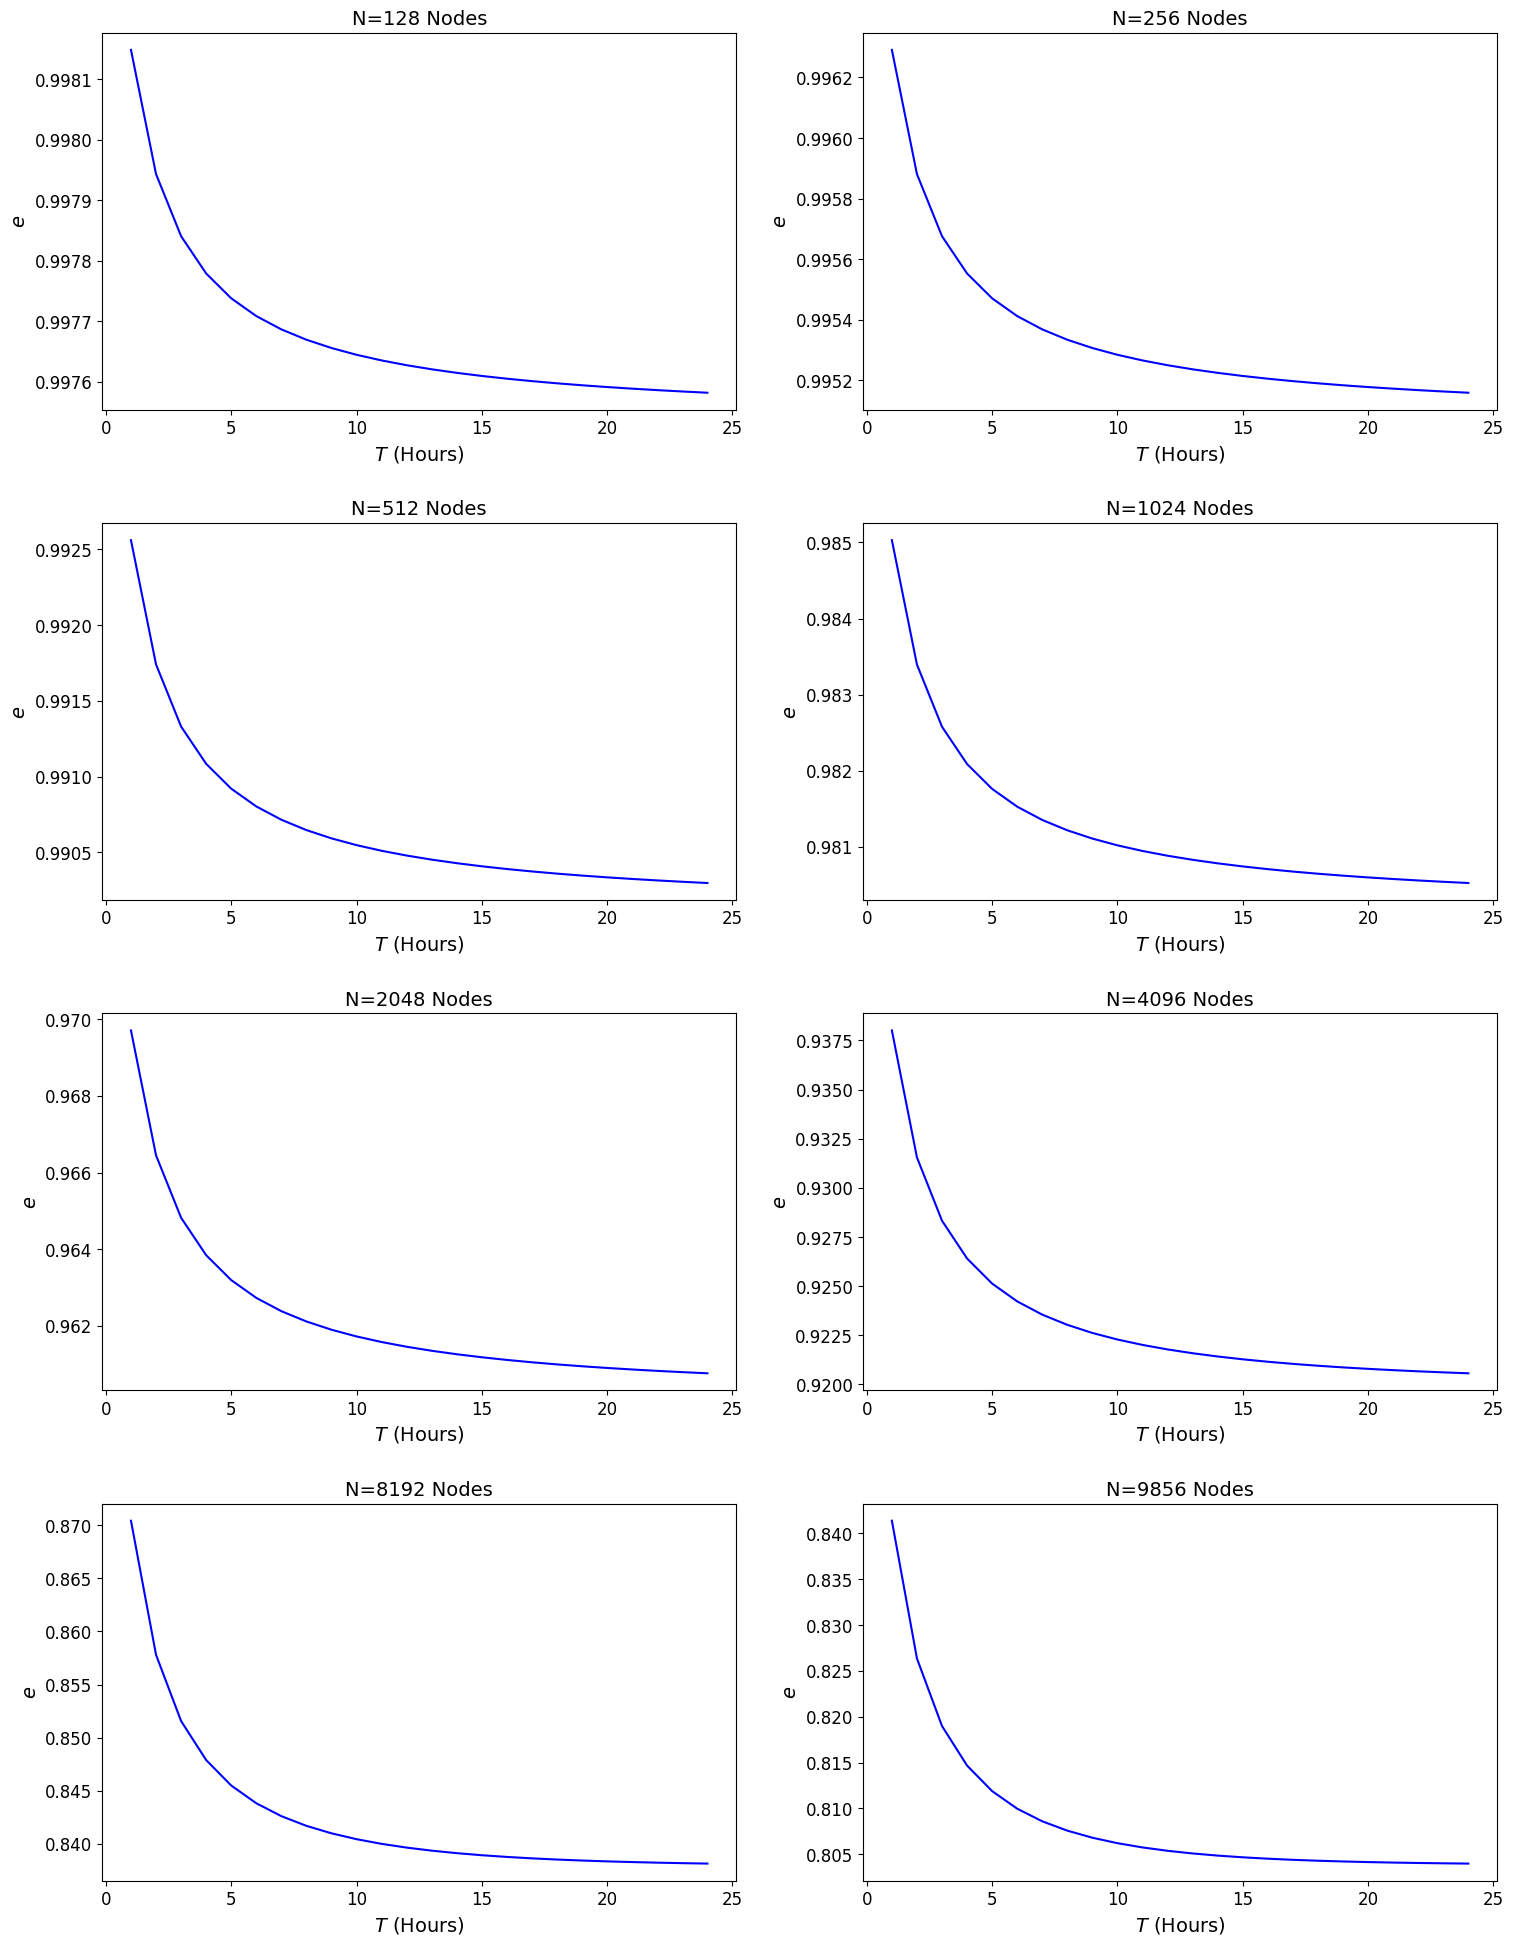 N=128 Nodes
0.9981
0.9980
0.9979
0.9978
0.9977
0.9976
e
0 5 10 15 20 25
T (Hours)
N=256 Nodes
0.9962
0.9960
0.9958
0.9956
0.9954
0.9952
e
0 5 10 15 20 25
T (Hours)
N=512 Nodes
0.9925
0.9920
0.9915
0.9910
0.9905
e
0 5 10 15 20 25
T (Hours)
N=1024 Nodes
0.985
0.984
0.983
0.982
0.981
e
0 5 10 15 20 25
T (Hours)
N=2048 Nodes
0.970
0.968
0.966
0.964
0.962
e
0 5 10 15 20 25
T (Hours)
N=4096 Nodes
0.9375
0.9350
0.9325
0.9300
0.9275
0.9250
0.9225
0.9200
e
0 5 10 15 20 25
T (Hours)
N=8192 Nodes
0.870
0.865
0.860
0.855
0.850
0.845
0.840
e
0 5 10 15 20 25
T (Hours)
N=9856 Nodes
0.840
0.835
0.830
0.825
0.820
0.815
0.810
0.805
e
0 5 10 15 20 25
T (Hours)